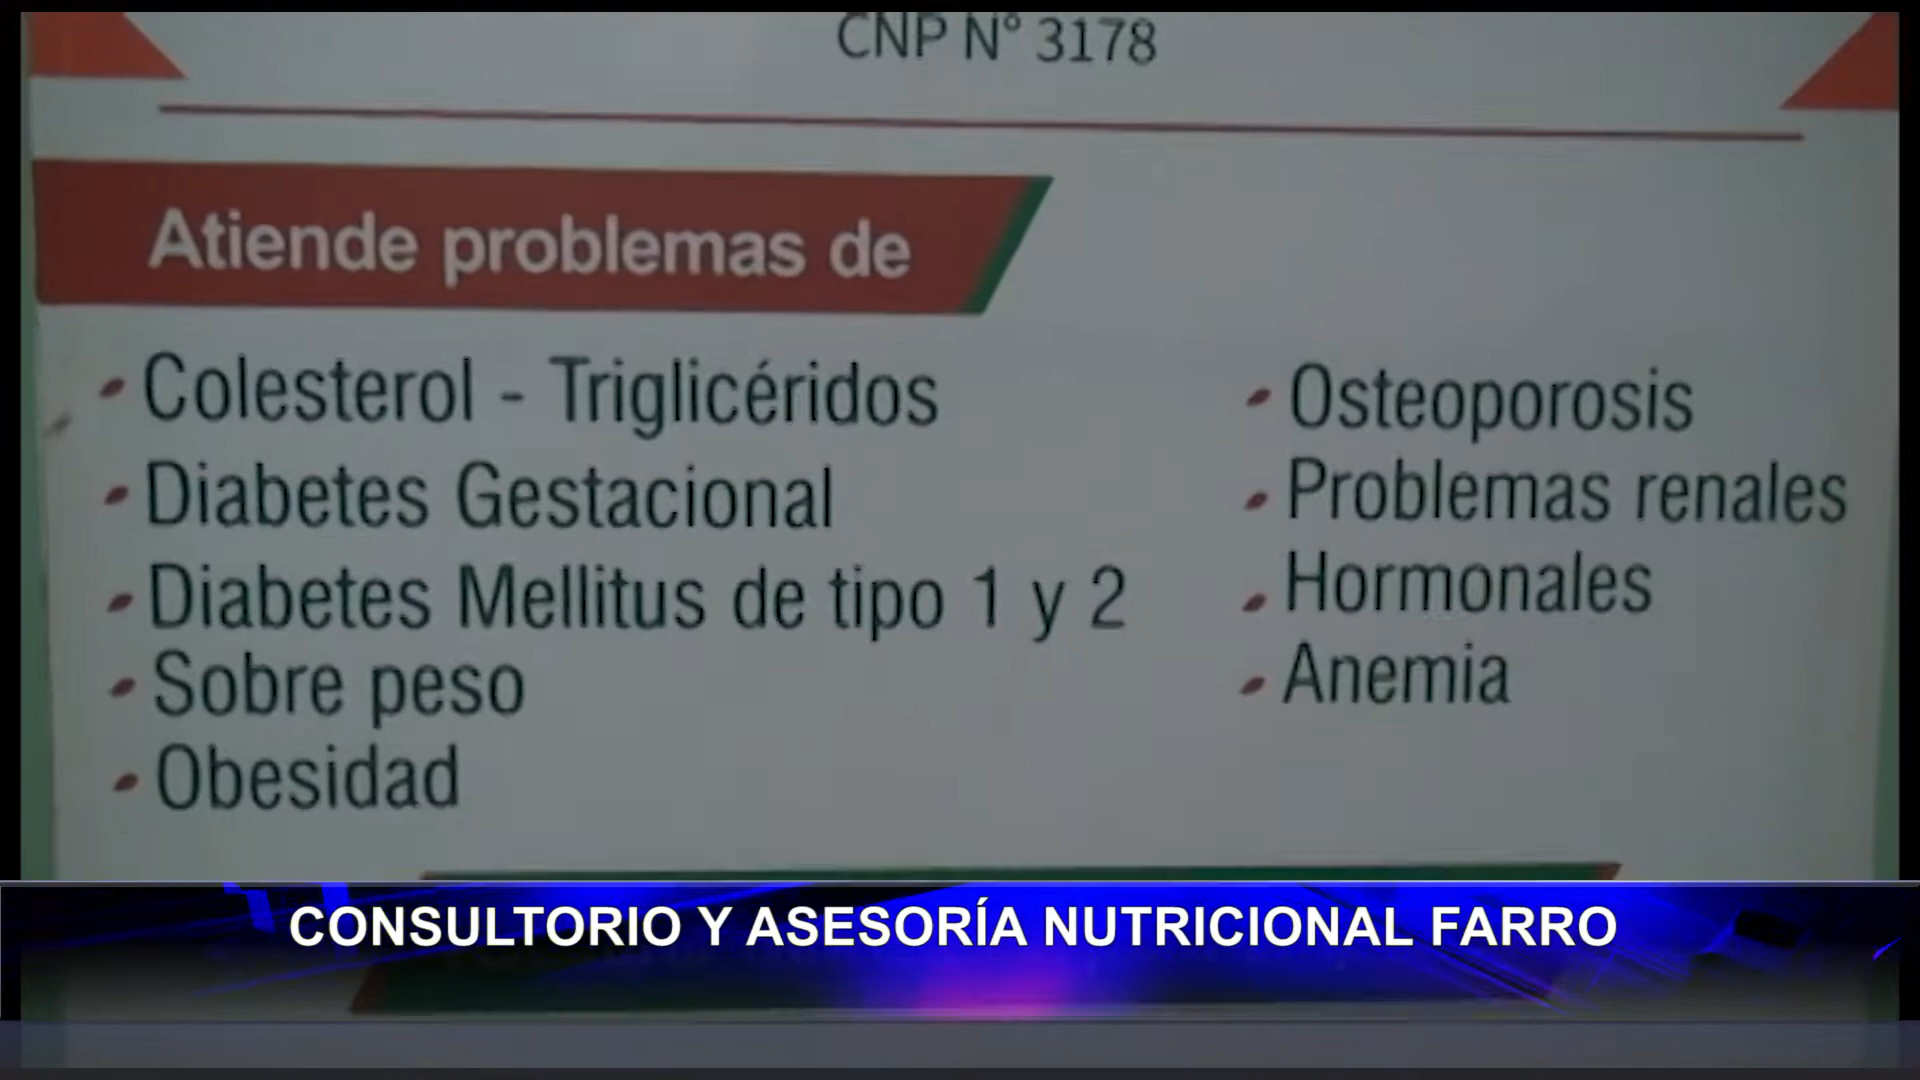 CNP N° 3178
Atiende problemas de
Colesterol - Triglicéridos
Diabetes Gestacional
Diabetes Mellitus de tipo 1 y 2
Sobre peso
Obesidad
Osteoporosis
Problemas renales
Hormonales
Anemia
CONSULTORIO Y ASESORÍA NUTRICIONAL FARRO